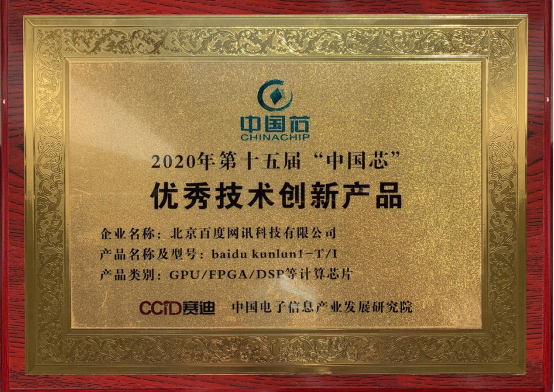 中国芯
CHINACHIP
2020年第十五届“中国芯”
优秀技术创新产品
企业名称：北京百度网讯科技有限公司
产品名称及型号：baidu kunlun1-T/I
产品类别：GPU/FPGA/DSP等计算芯片
CCID赛迪 中国电子信息产业发展研究院